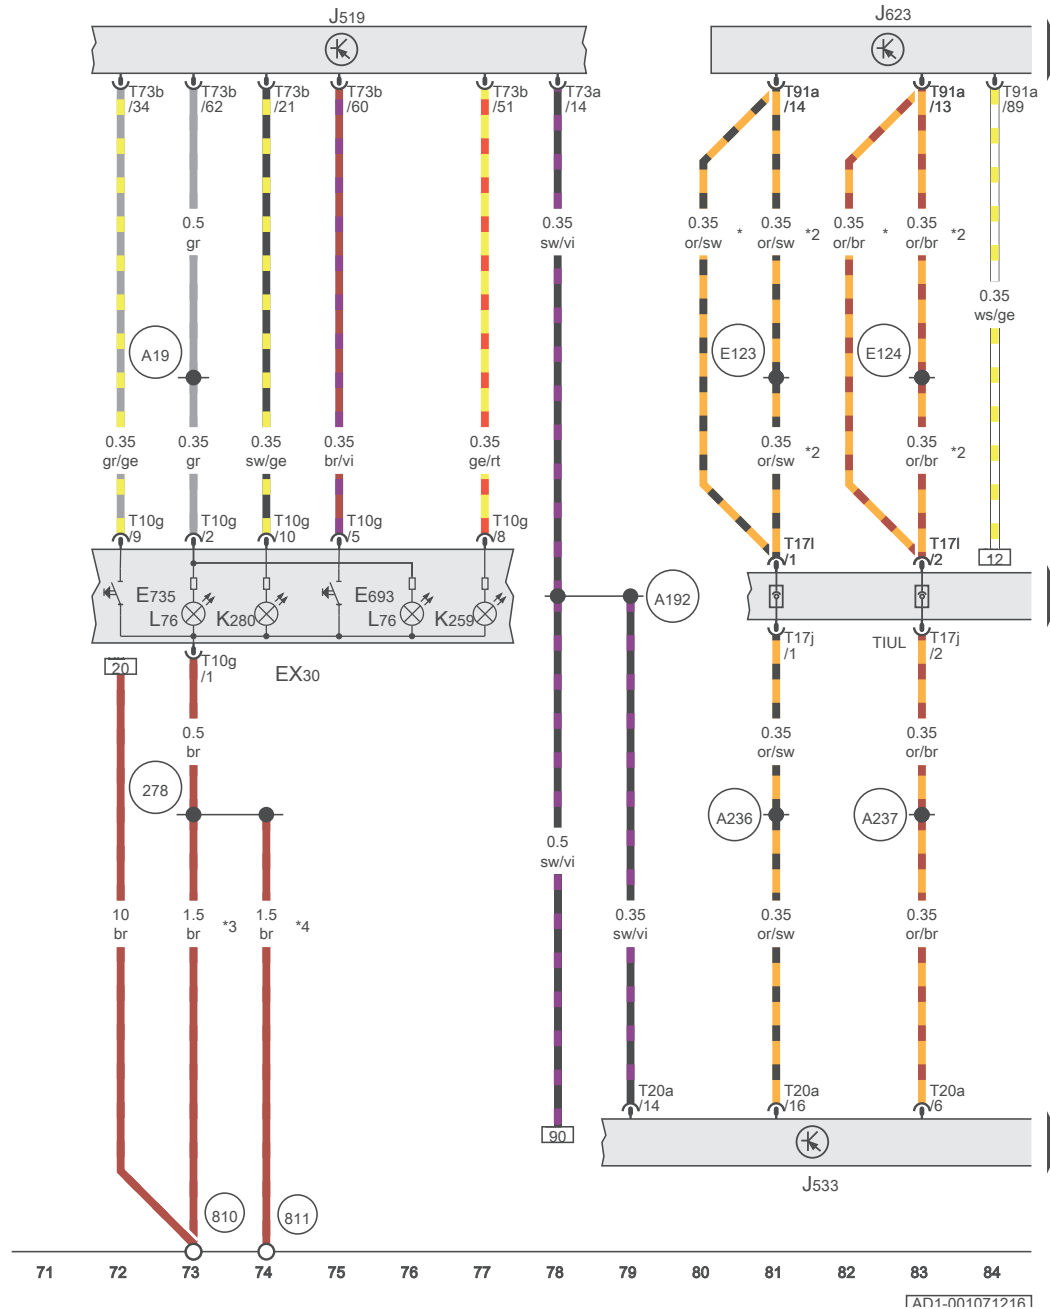 J519
J623
T73b
/34
T73b
/62
T73b
/21
T73b
/60
T73b
/51
T73a
/14
T91a
/14
T91a
/13
T91a
/89
0.5
gr
0.35
sw/vi
0.35
or/sw
*
0.35
or/sw
*2
0.35
or/br
*
0.35
or/br
*2
0.35
ws/ge
A19
E123
E124
0.35
gr/ge
0.35
gr
0.35
sw/ge
0.35
br/vi
0.35
ge/rt
0.35
or/sw
*2
0.35
or/br
*2
T10g
/9
T10g
/2
T10g
/10
T10g
/5
T10g
/8
T17l
/1
T17l
/2
12
E735
L76
K280
E693
L76
K259
A192
20
T10g
/1
EX30
T17j
/1
TIUL
T17j
/2
0.5
br
0.35
or/sw
0.35
or/br
278
A236
A237
0.5
sw/vi
10
br
1.5
br
*3
1.5
br
*4
0.35
sw/vi
0.35
or/sw
0.35
or/br
T20a
/14
T20a
/16
T20a
/6
90
J533
810
811
71 72 73 74 75 76 77 78 79 80 81 82 83 84
AD1-001071216